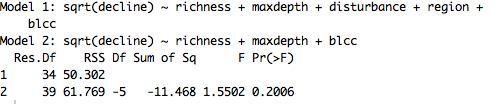 Model 1: sqrt(decline) ~ richness + maxdepth + disturbance + region +
blcc
Model 2: sqrt(decline) ~ richness + maxdepth + blcc
Res.Df RSS Df Sum of Sq F Pr(>F)
1 34 50.302
2 39 61.769 -5 -11.468 1.5502 0.2006